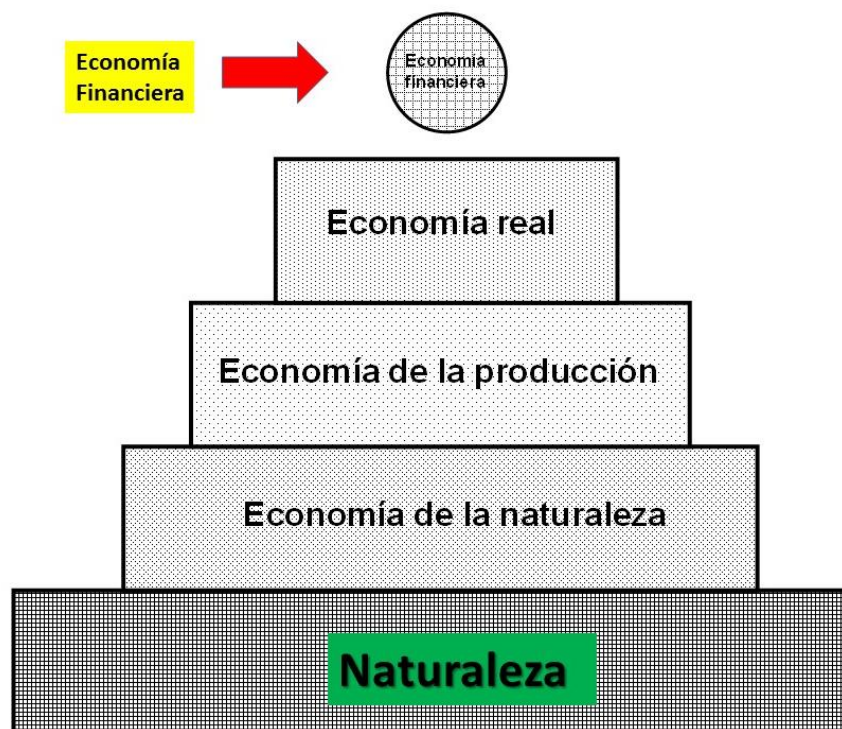 Economía
Financiera
Economía
financiera
Economía real
Economía de la producción
Economía de la naturaleza
Naturaleza